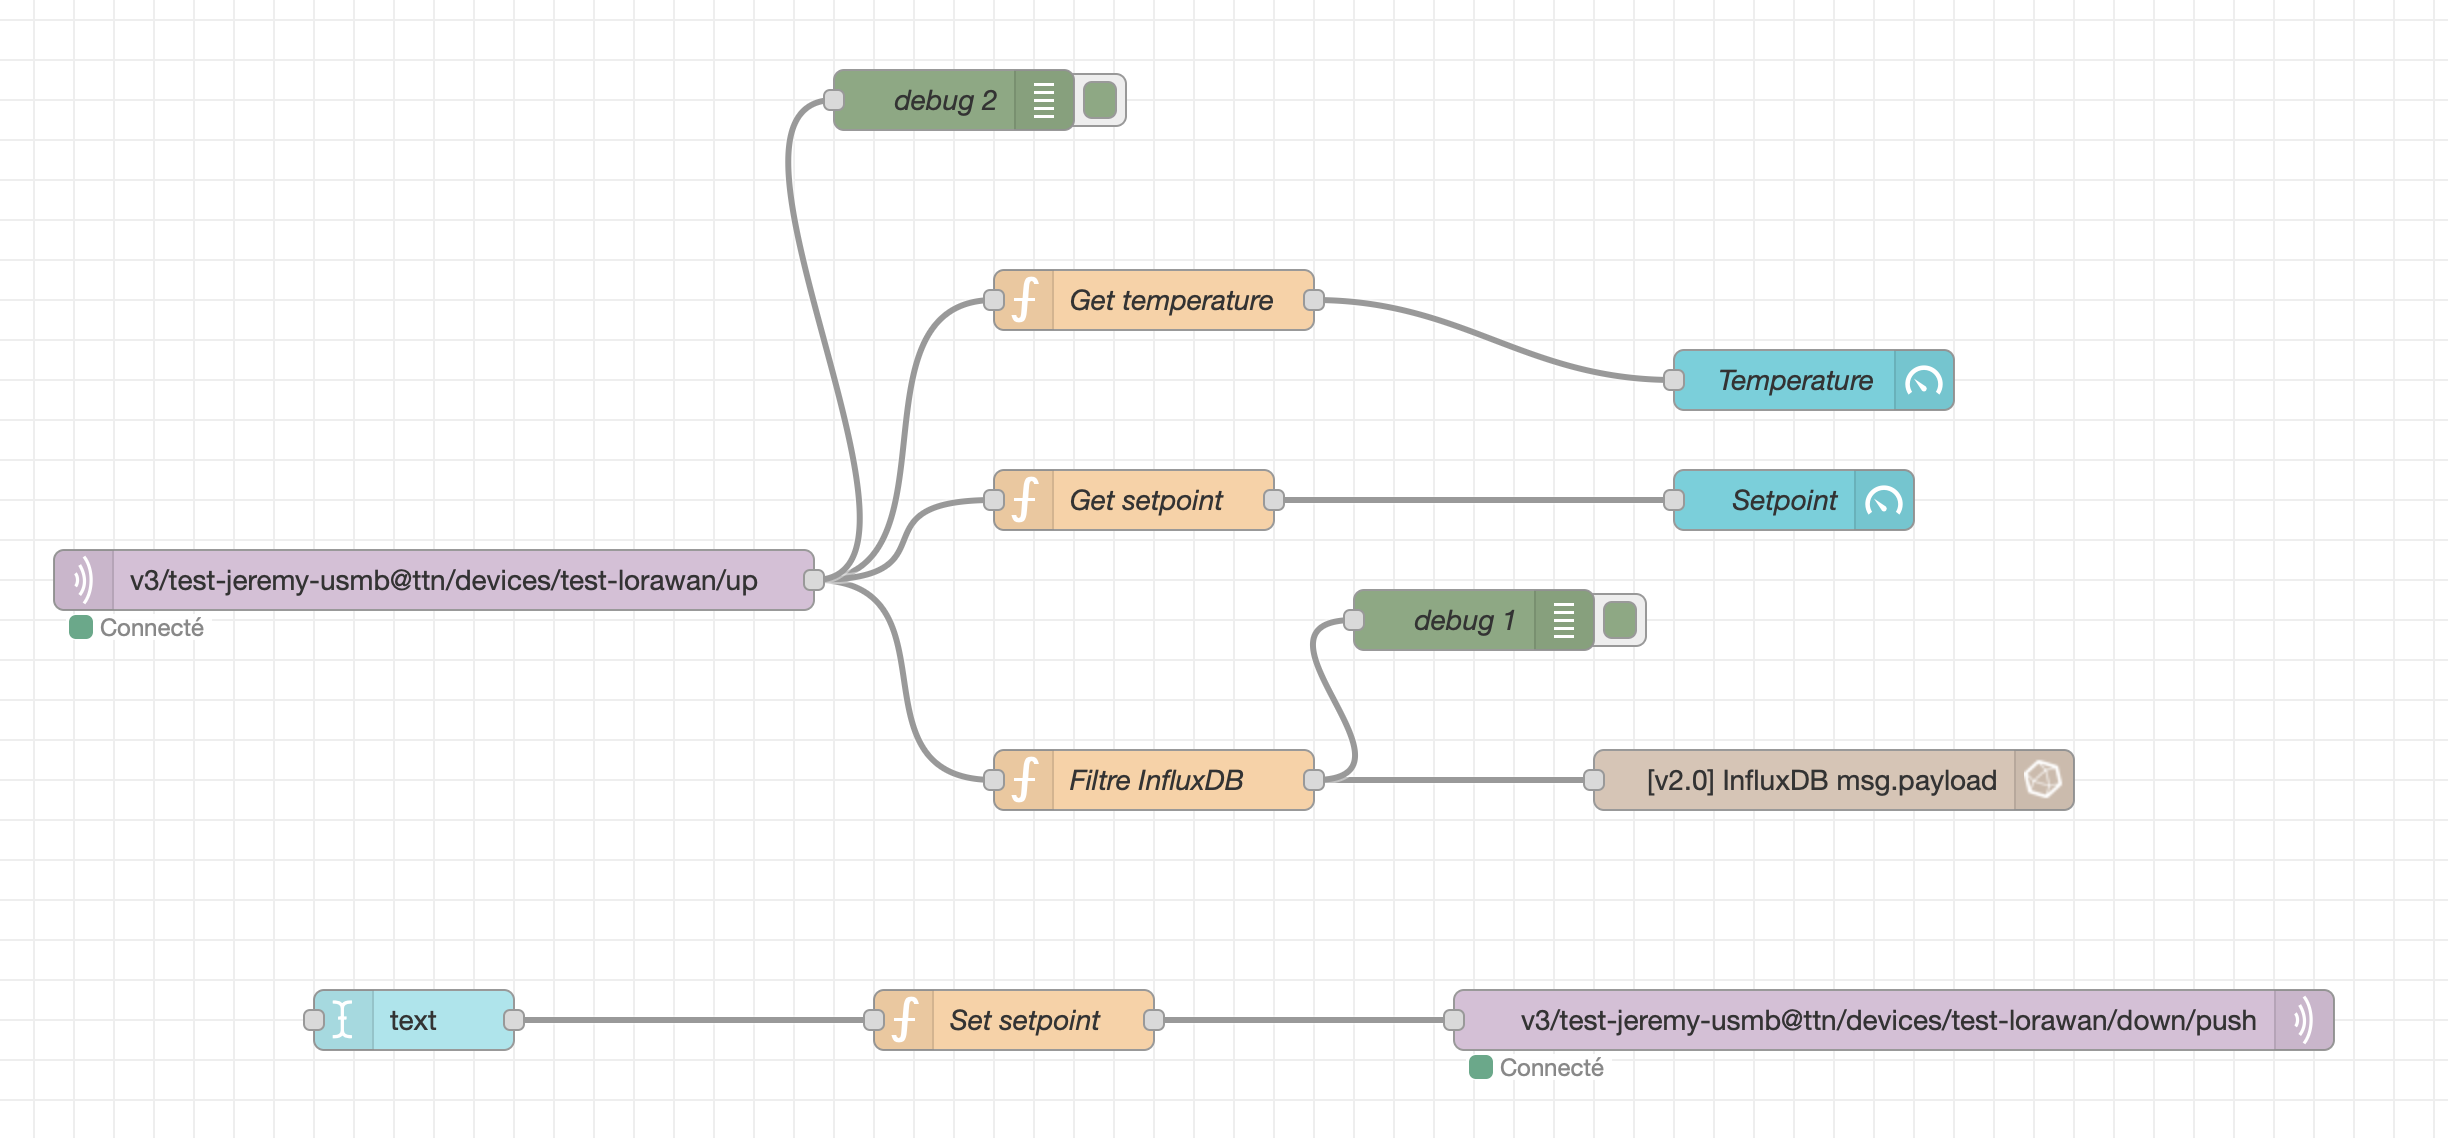 debug 2
Get temperature
Temperature
Get setpoint
Setpoint
v3/test-jeremy-usmb@ttn/devices/test-lorawan/up
Connecté
debug 1
Filtre InfluxDB
[v2.0] InfluxDB msg.payload
text
Set setpoint
v3/test-jeremy-usmb@ttn/devices/test-lorawan/down/push
Connecté